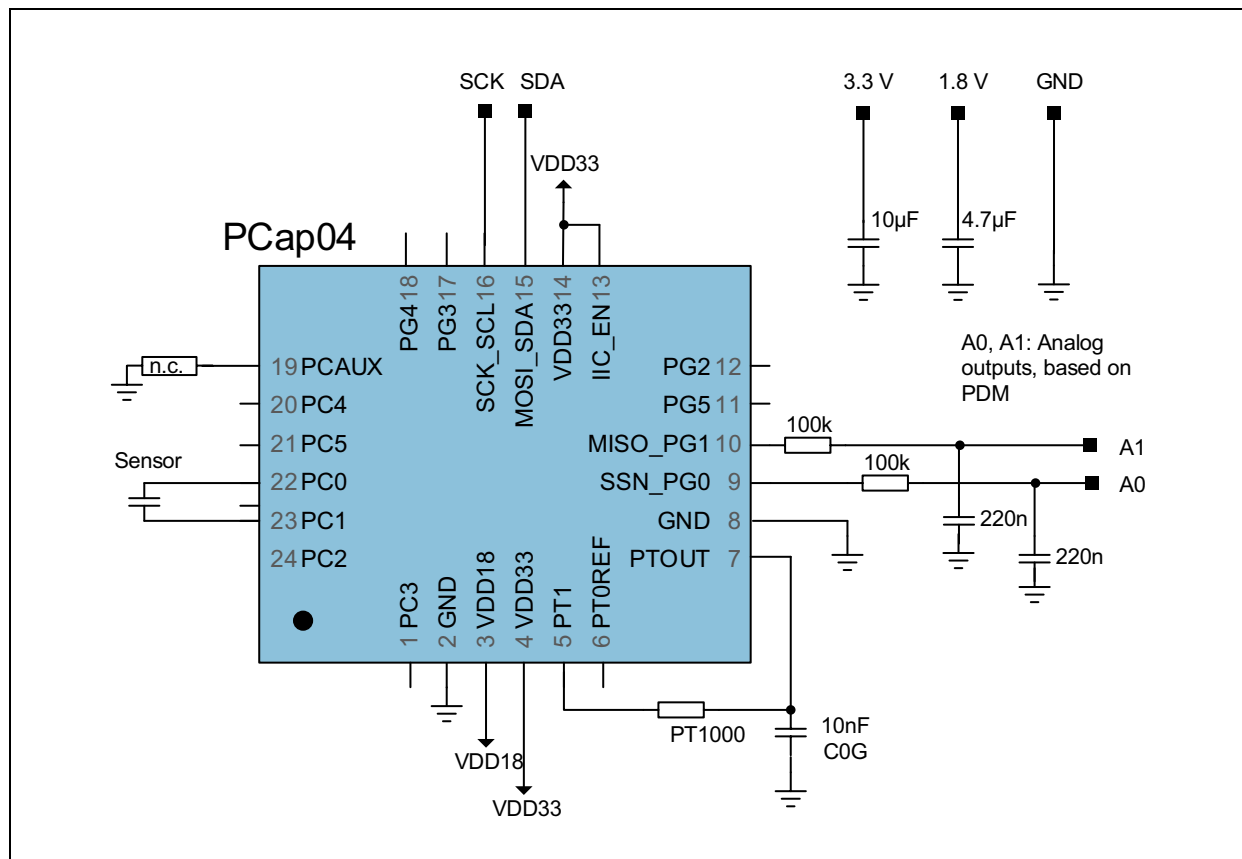 SCK SDA
3.3 V 1.8 V GND
VDD33
10µF 4.7µF
PCap04
PG4 18
PG3 17
SCK_SCL 16
MOSI_SDA 15
VDD33 14
IIC_EN 13
A0, A1: Analog
outputs, based on
PDM
n.c.
19 PCAUX
20 PC4
21 PC5
Sensor
22 PC0
23 PC1
24 PC2
PG2 12
PG5 11
MISO_PG1 10
SSN_PG0 9
GND 8
PTOUT 7
100k
A1
100k
A0
220n
220n
1 PC3
2 GND
3 VDD18
4 VDD33
5 PT1
6 PT0REF
PT1000
10nF
C0G
VDD18
VDD33